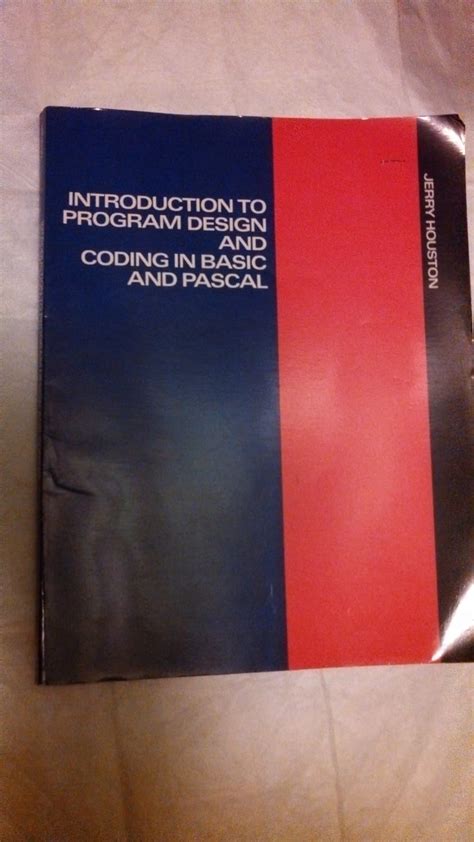 INTRODUCTION TO
PROGRAM DESIGN
AND
CODING IN BASIC
AND PASCAL
JERRY HOUSTON